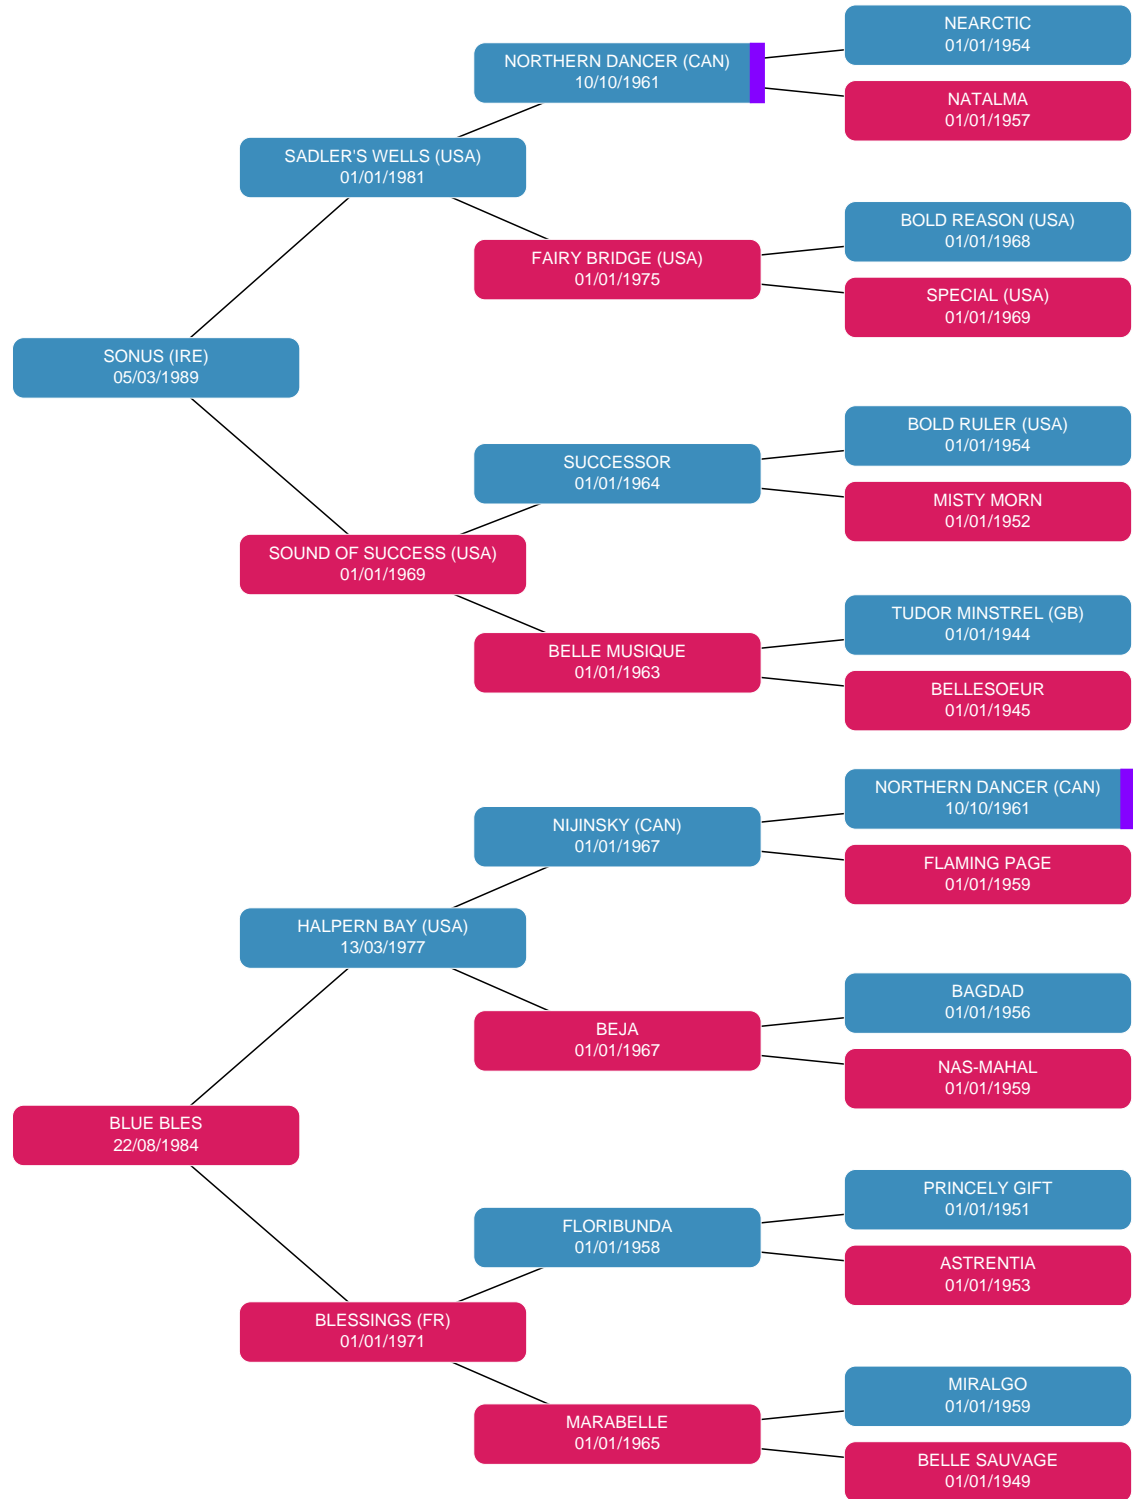 NEARCTIC
01/01/1954
NORTHERN DANCER (CAN)
10/10/1961
NATALMA
01/01/1957
SADLER'S WELLS (USA)
01/01/1981
BOLD REASON (USA)
01/01/1968
FAIRY BRIDGE (USA)
01/01/1975
SPECIAL (USA)
01/01/1969
SONUS (IRE)
05/03/1989
BOLD RULER (USA)
01/01/1954
SUCCESSOR
01/01/1964
MISTY MORN
01/01/1952
SOUND OF SUCCESS (USA)
01/01/1969
TUDOR MINSTREL (GB)
01/01/1944
BELLE MUSIQUE
01/01/1963
BELLESOEUR
01/01/1945
NORTHERN DANCER (CAN)
10/10/1961
NIJINSKY (CAN)
01/01/1967
FLAMING PAGE
01/01/1959
HALPERN BAY (USA)
13/03/1977
BAGDAD
01/01/1956
BEJA
01/01/1967
NAS-MAHAL
01/01/1959
BLUE BLES
22/08/1984
PRINCELY GIFT
01/01/1951
FLORIBUNDA
01/01/1958
ASTRENTIA
01/01/1953
BLESSINGS (FR)
01/01/1971
MIRALGO
01/01/1959
MARABELLE
01/01/1965
BELLE SAUVAGE
01/01/1949